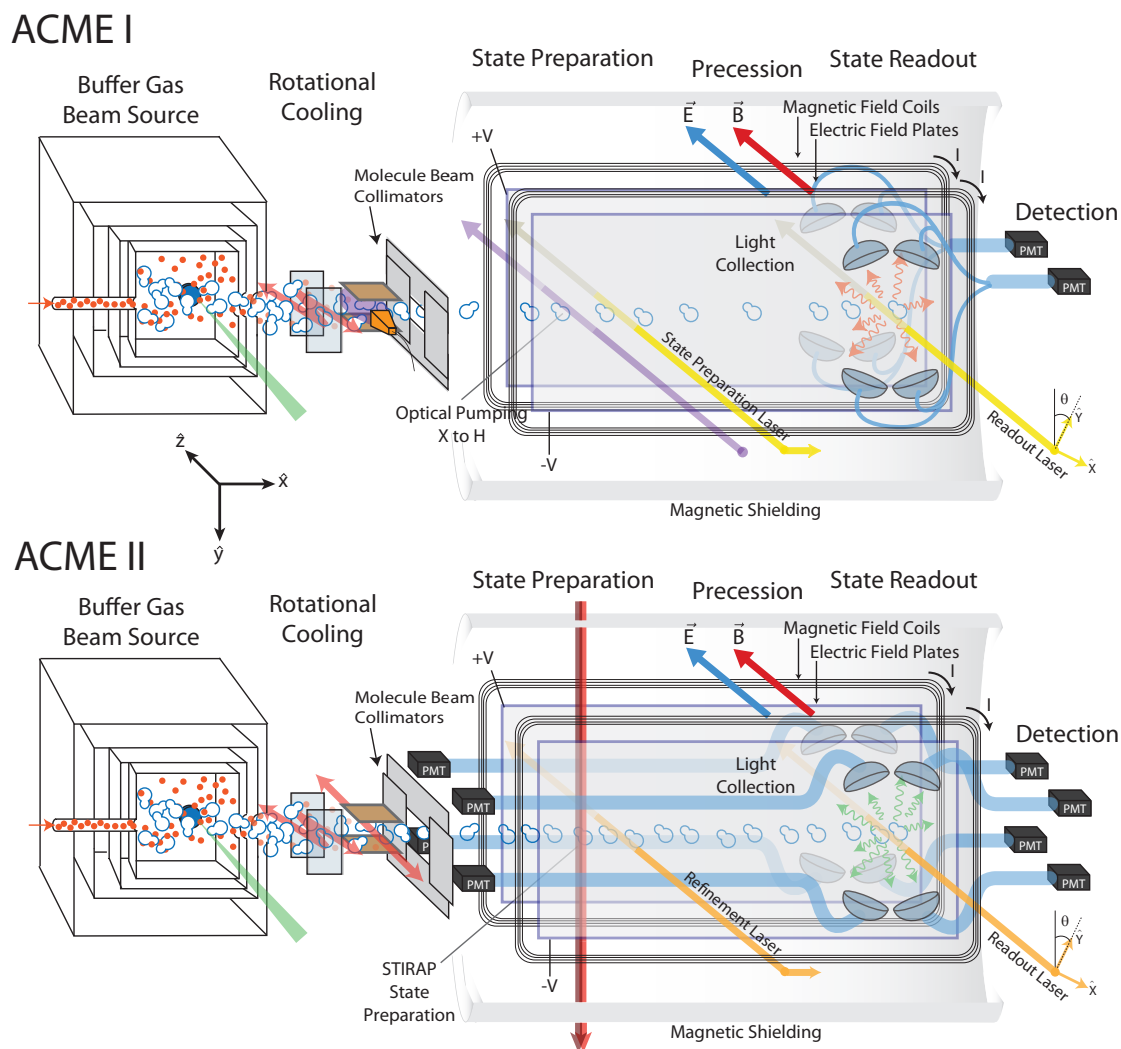 ACME I
Buffer Gas
Beam Source
Rotational
Cooling
State Preparation
Precession
State Readout
E
B
Magnetic Field Coils
Electric Field Plates
+V
I
I
Molecule Beam
Collimators
Light
Collection
Detection
PMT
PMT
State Preparation Laser
Optical Pumping
X to H
-V
Readout Laser
θ
Ŷ
X̂
Magnetic Shielding
ẑ
x̂
ŷ
ACME II
Buffer Gas
Beam Source
Rotational
Cooling
State Preparation
Precession
State Readout
E
B
Magnetic Field Coils
Electric Field Plates
+V
I
I
Molecule Beam
Collimators
Light
Collection
Detection
PMT
PMT
PMT
PMT
PMT
PMT
PMT
Refinement Laser
STIRAP
State
Preparation
-V
Readout Laser
θ
Ŷ
X̂
Magnetic Shielding